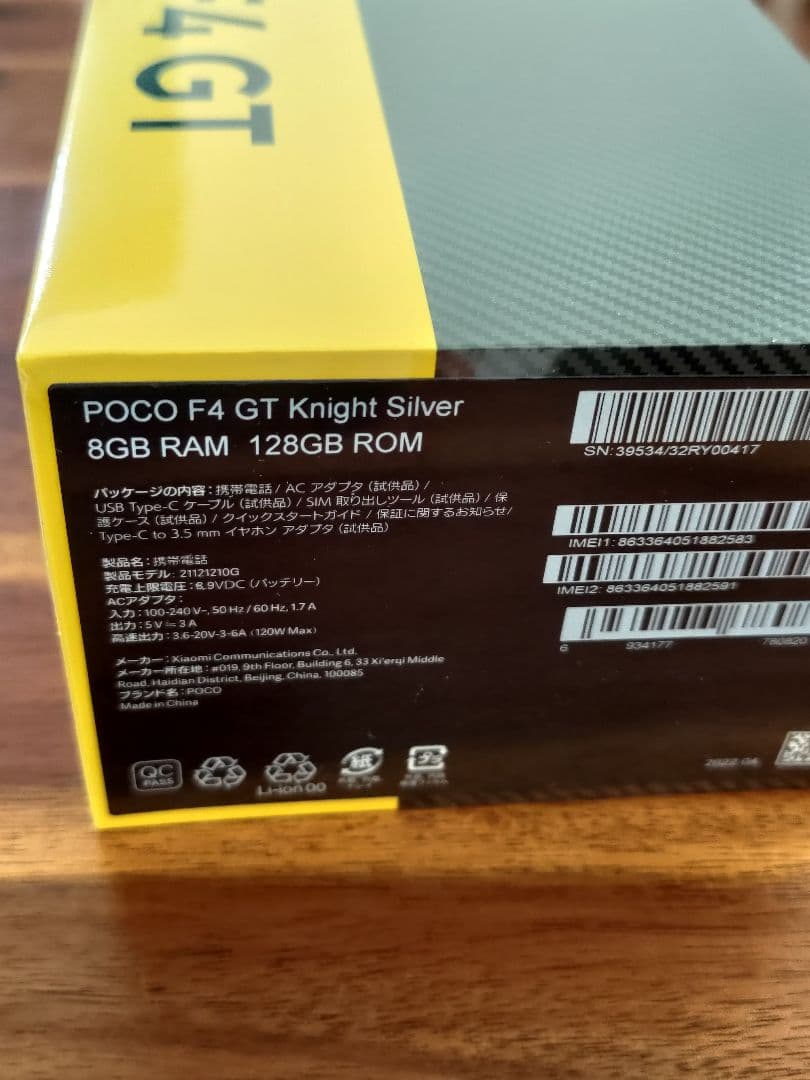 4 GT
POCO F4 GT Knight Silver
8GB RAM 128GB ROM
パッケージの内容：携帯電話 / AC アダプタ (試供品) /
USB Type-C ケーブル (試供品) / SIM 取り出しツール (試供品) / 保
護ケース (試供品) / クイックスタートガイド / 保証に関するお知らせ/
Type-C to 3.5 mm イヤホン アダプタ (試供品)
製品名：携帯電話
製品モデル: 21121210G
充電上限電圧：8.9VDC (バッテリー)
ACアダプタ：
入力：100-240 V~, 50 Hz / 60 Hz, 1.7 A
出力：5 V ⎓ 3 A
高速出力：3.6-20V⎓3-6A (120W Max)
メーカー：Xiaomi Communications Co., Ltd.
メーカー所在地：#019, 9th Floor, Building 6, 33 Xi'erqi Middle
Road, Haidian District, Beijing, China, 100085
ブランド名：POCO
Made in China
QC
PASS
Li-ion 00
紙
プラ
SN: 39534/32RY00417
IMEI1: 863364051882583
IMEI2: 863364051882591
6 934177 780820
2022.04